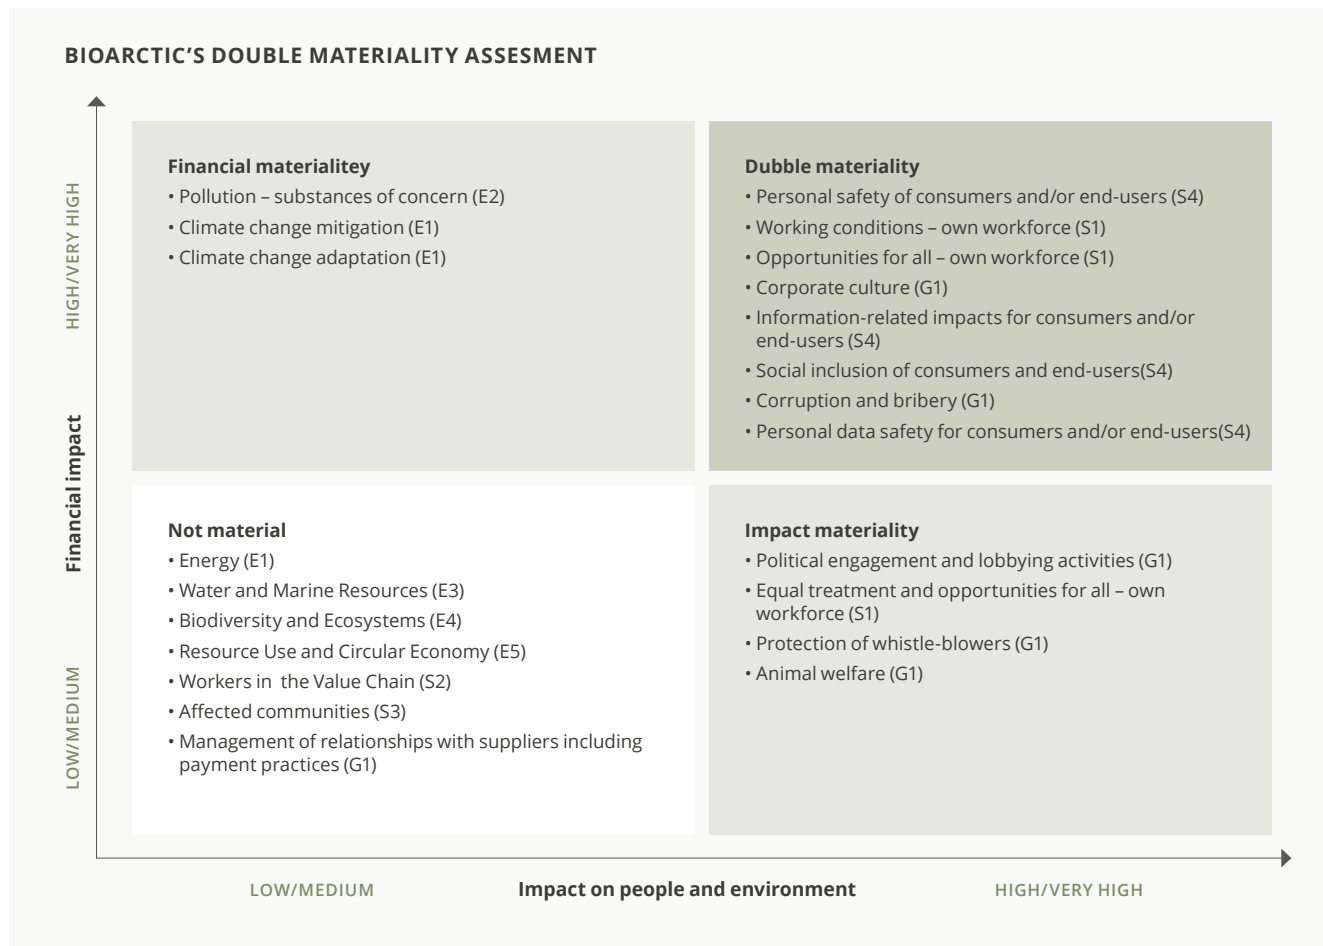 BIOARCTIC’S DOUBLE MATERIALITY ASSESMENT
HIGH/VERY HIGH
Financial impact
LOW/MEDIUM
Financial materialitey
• Pollution – substances of concern (E2)
• Climate change mitigation (E1)
• Climate change adaptation (E1)
Dubble materiality
• Personal safety of consumers and/or end-users (S4)
• Working conditions – own workforce (S1)
• Opportunities for all – own workforce (S1)
• Corporate culture (G1)
• Information-related impacts for consumers and/or
end-users (S4)
• Social inclusion of consumers and end-users(S4)
• Corruption and bribery (G1)
• Personal data safety for consumers and/or end-users(S4)
Not material
• Energy (E1)
• Water and Marine Resources (E3)
• Biodiversity and Ecosystems (E4)
• Resource Use and Circular Economy (E5)
• Workers in  the Value Chain (S2)
• Affected communities (S3)
• Management of relationships with suppliers including
payment practices (G1)
Impact materiality
• Political engagement and lobbying activities (G1)
• Equal treatment and opportunities for all – own
workforce (S1)
• Protection of whistle-blowers (G1)
• Animal welfare (G1)
LOW/MEDIUM
Impact on people and environment
HIGH/VERY HIGH